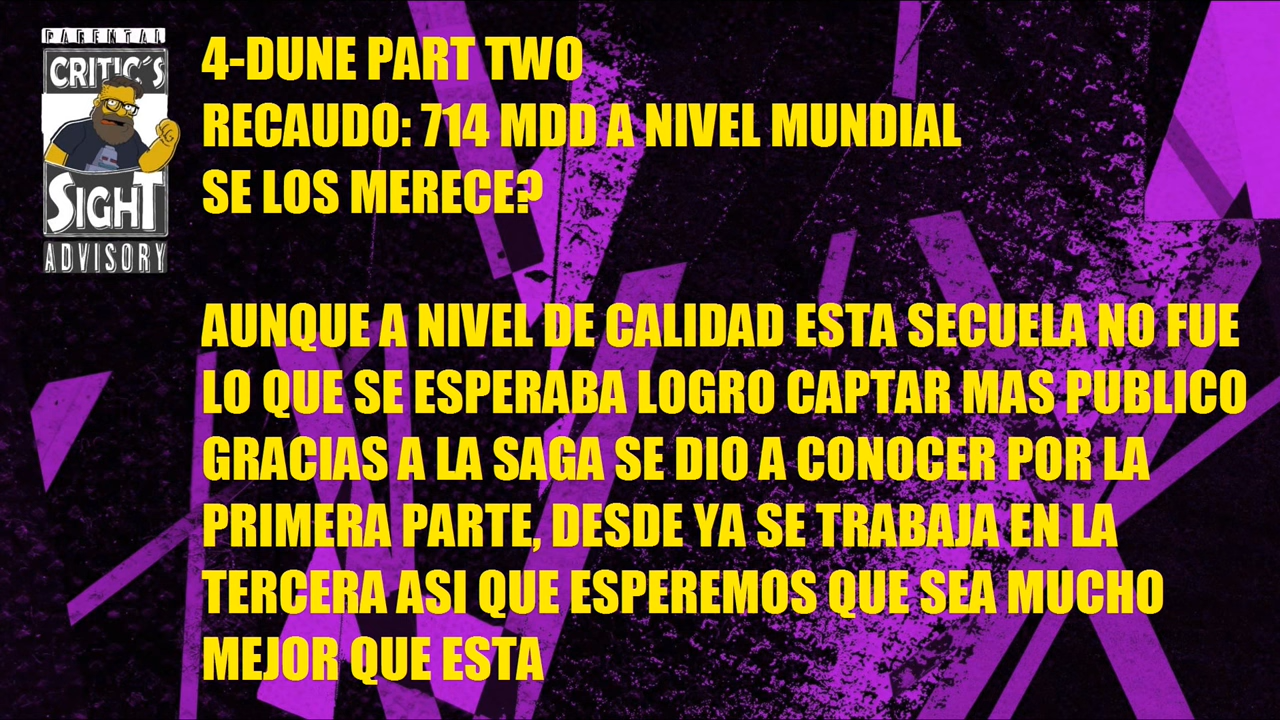 PARENTAL
CRITIC´S
SIGHT
ADVISORY
4-DUNE PART TWO
RECAUDO: 714 MDD A NIVEL MUNDIAL
SE LOS MERECE?
AUNQUE A NIVEL DE CALIDAD ESTA SECUELA NO FUE
LO QUE SE ESPERABA LOGRO CAPTAR MAS PUBLICO
GRACIAS A LA SAGA SE DIO A CONOCER POR LA
PRIMERA PARTE, DESDE YA SE TRABAJA EN LA
TERCERA ASI QUE ESPEREMOS QUE SEA MUCHO
MEJOR QUE ESTA